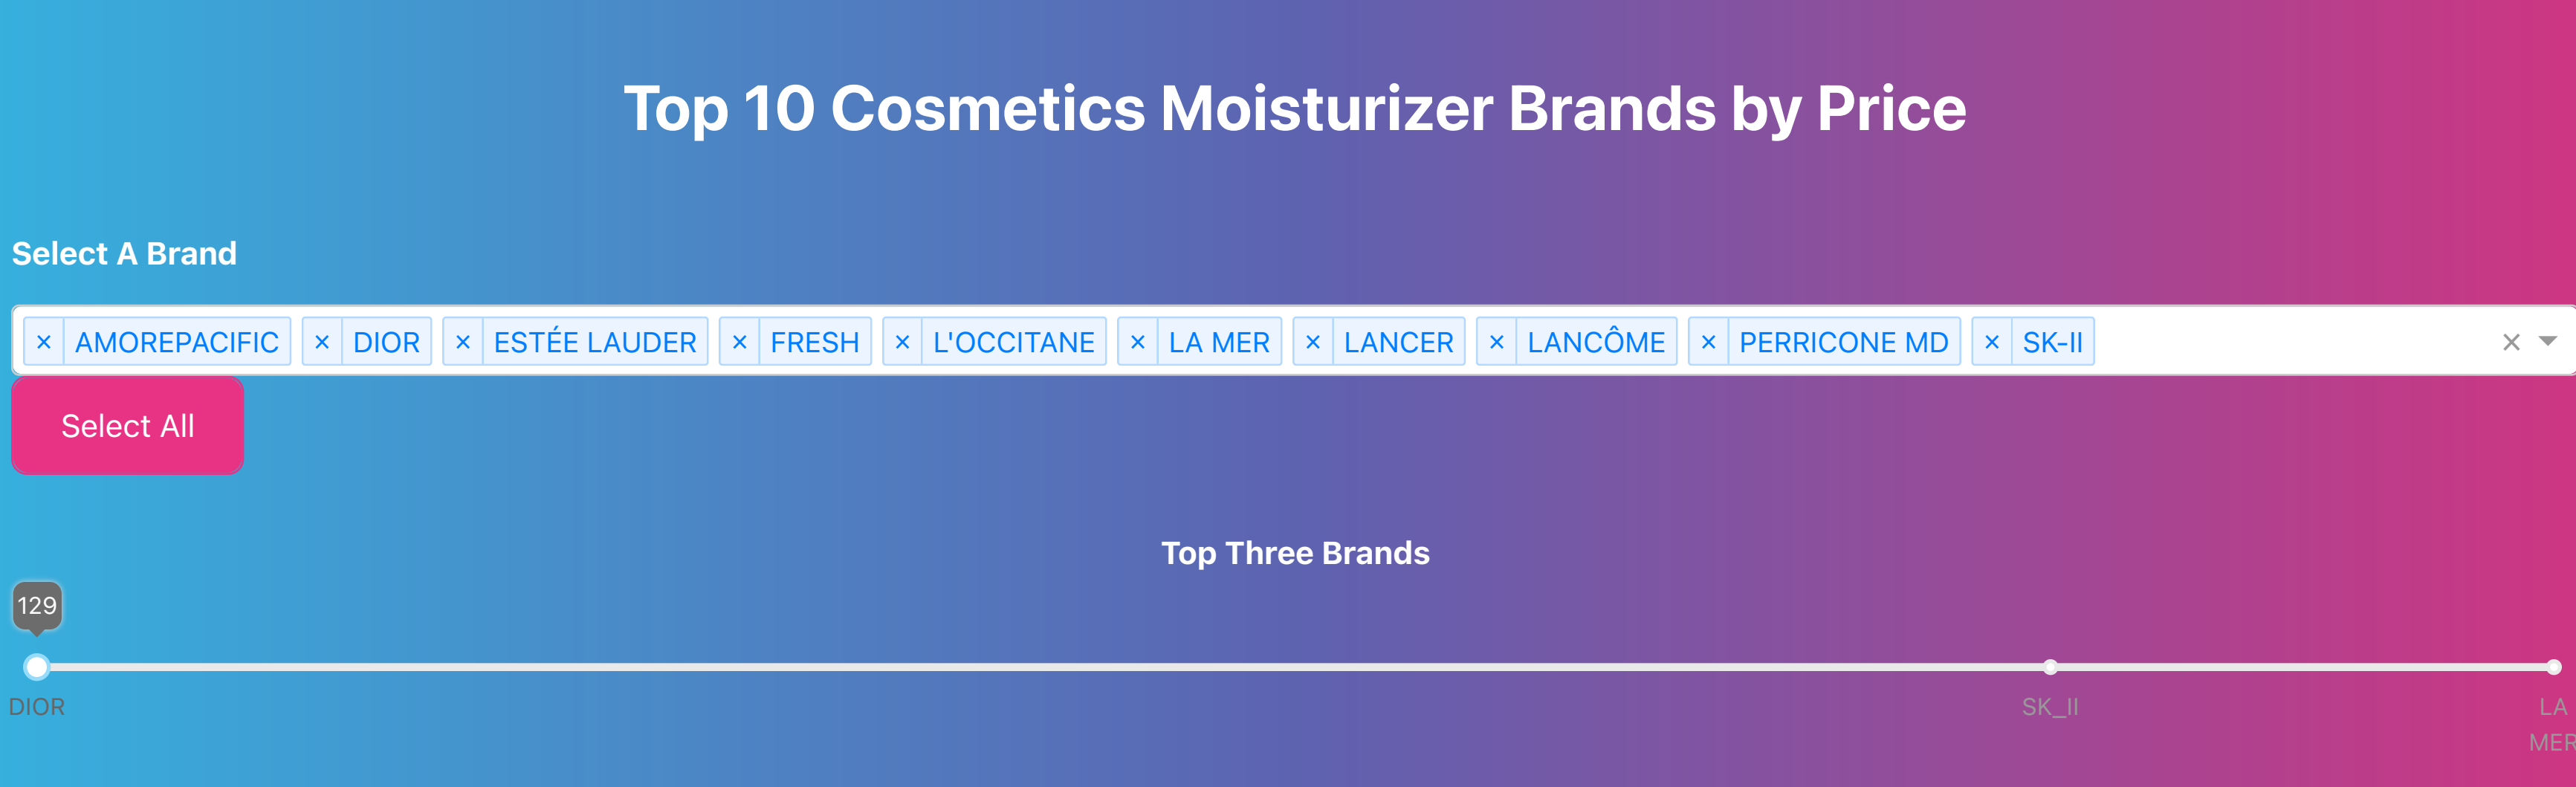 Top 10 Cosmetics Moisturizer Brands by Price
Select A Brand
× AMOREPACIFIC × DIOR × ESTÉE LAUDER × FRESH × L'OCCITANE × LA MER × LANCER × LANCÔME × PERRICONE MD × SK-II ×
Select All
Top Three Brands
129
DIOR SK_II LA
MER